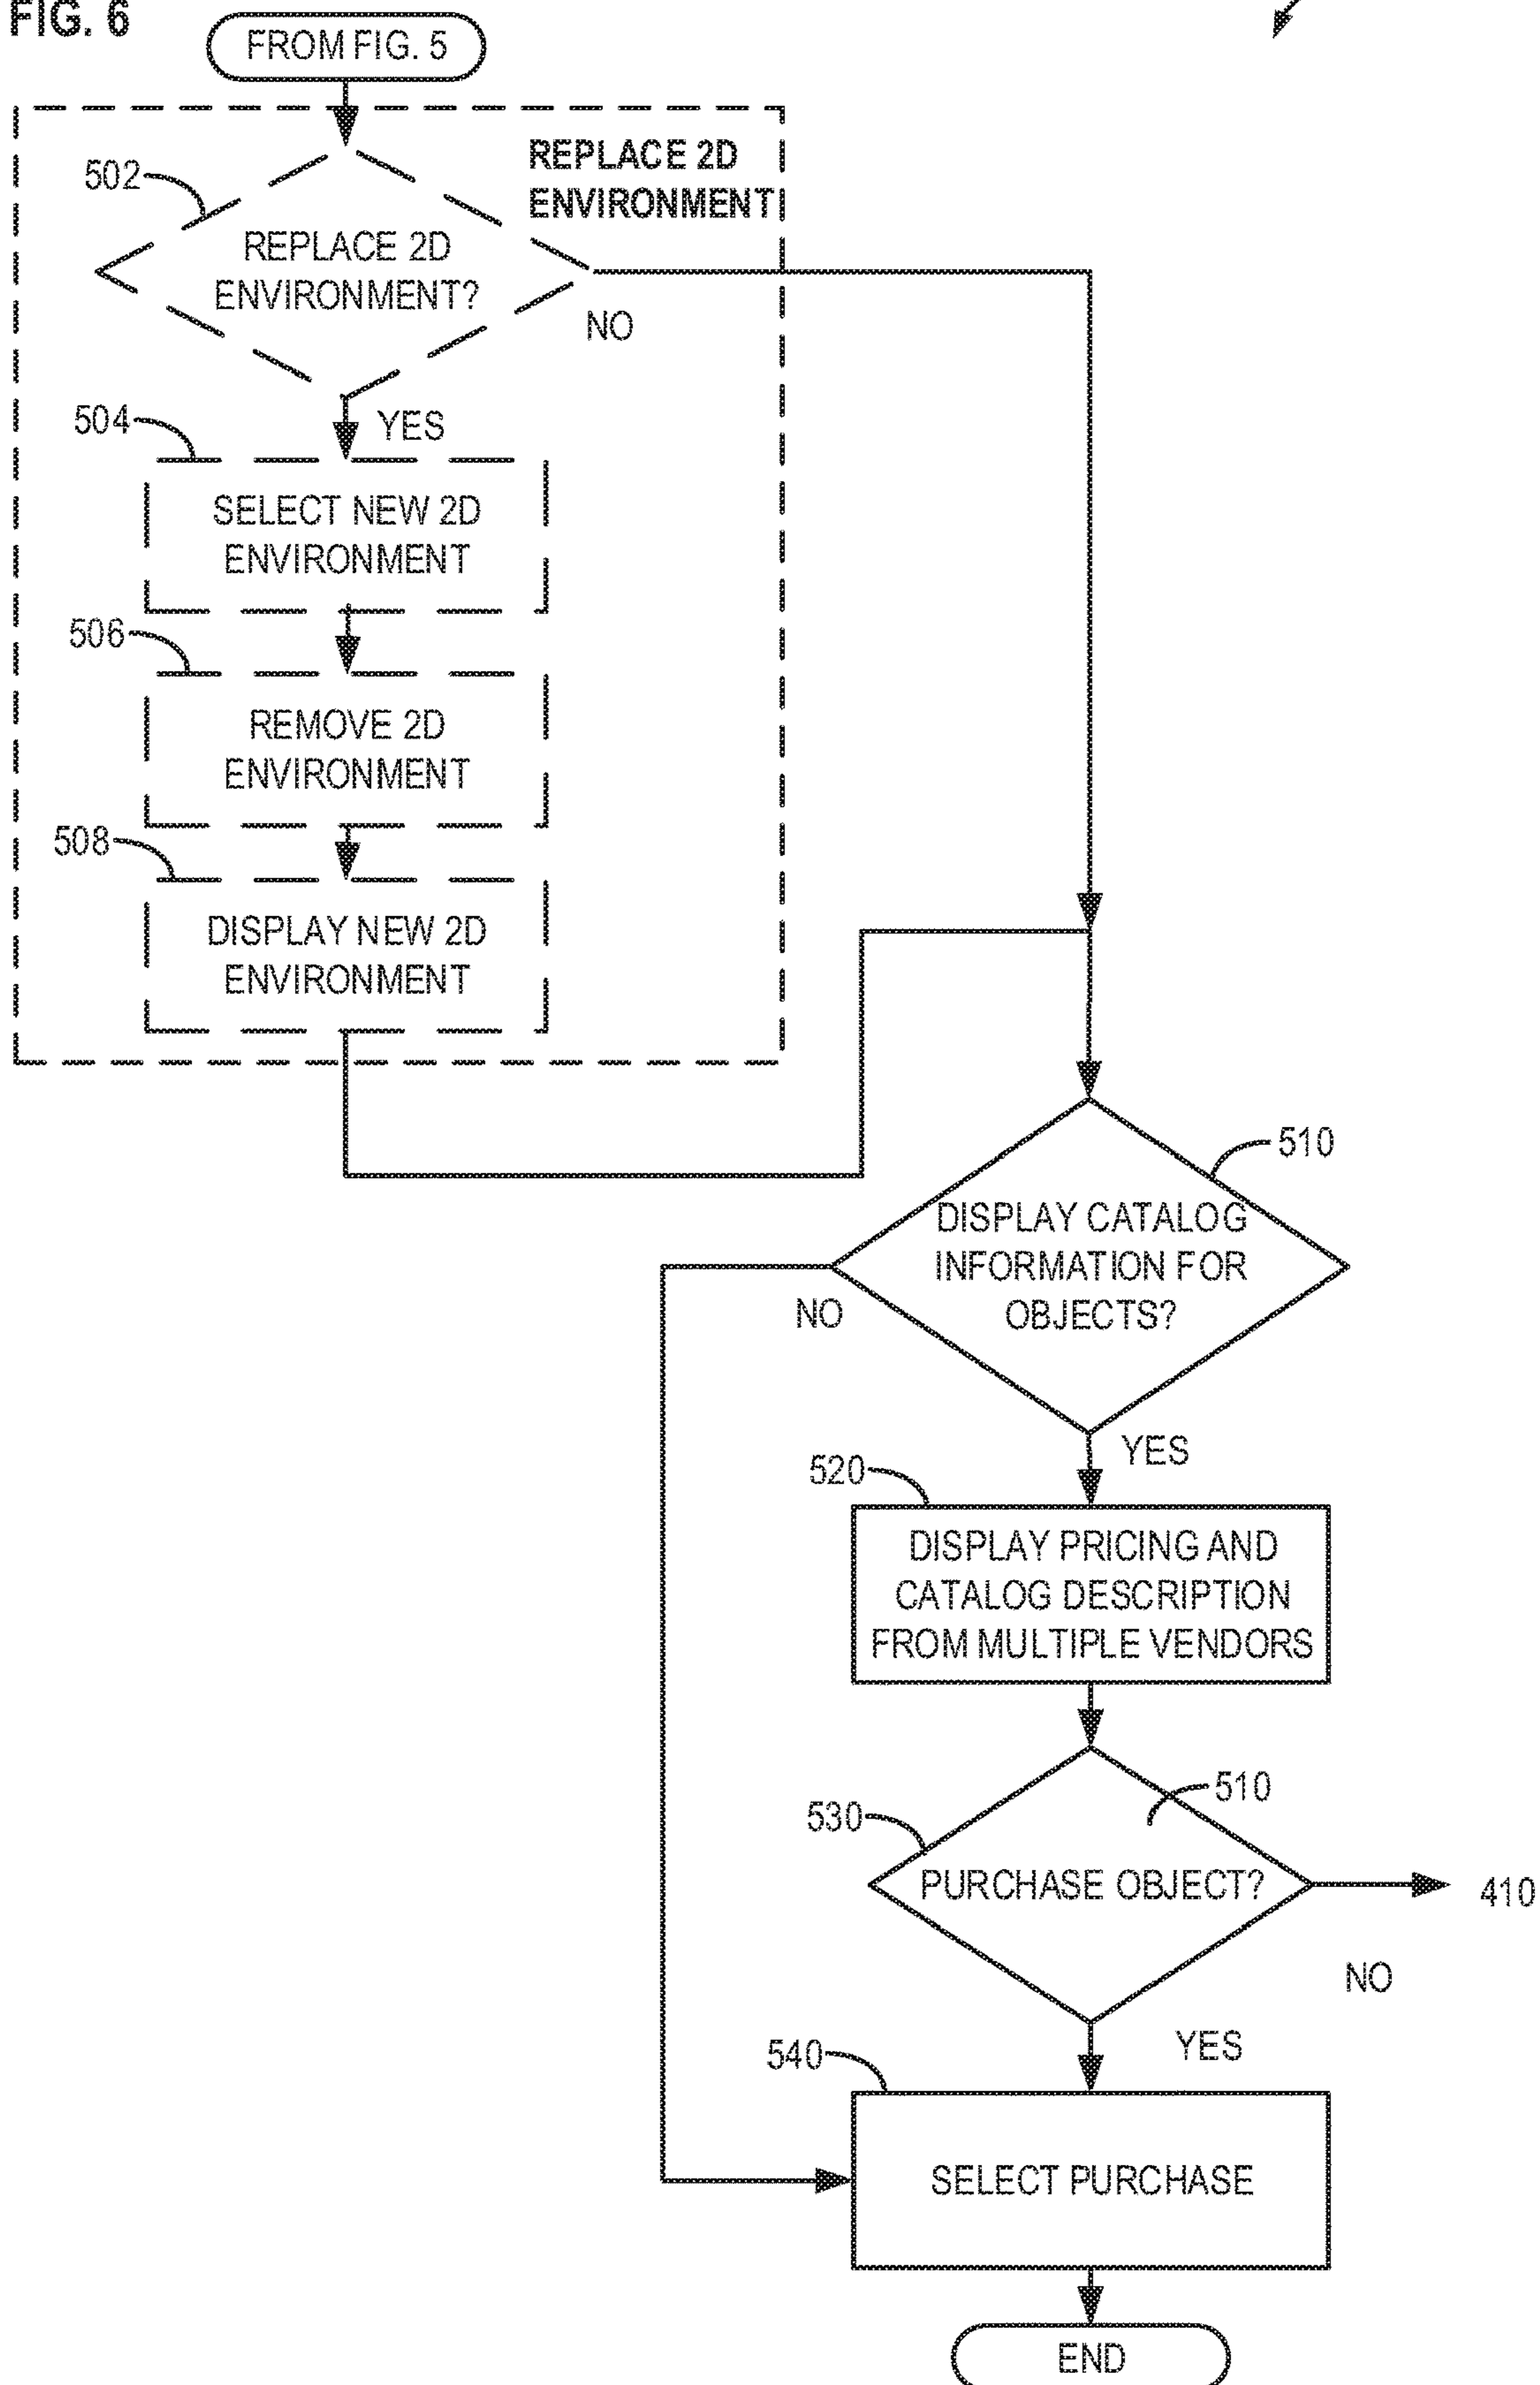 FIG. 6
FROM FIG. 5
REPLACE 2D
ENVIRONMENT
502
REPLACE 2D
ENVIRONMENT?
NO
YES
504
SELECT NEW 2D
ENVIRONMENT
506
REMOVE 2D
ENVIRONMENT
508
DISPLAY NEW 2D
ENVIRONMENT
510
DISPLAY CATALOG
INFORMATION FOR
OBJECTS?
NO
YES
520
DISPLAY PRICING AND
CATALOG DESCRIPTION
FROM MULTIPLE VENDORS
510
530
PURCHASE OBJECT?
410
NO
YES
540
SELECT PURCHASE
END